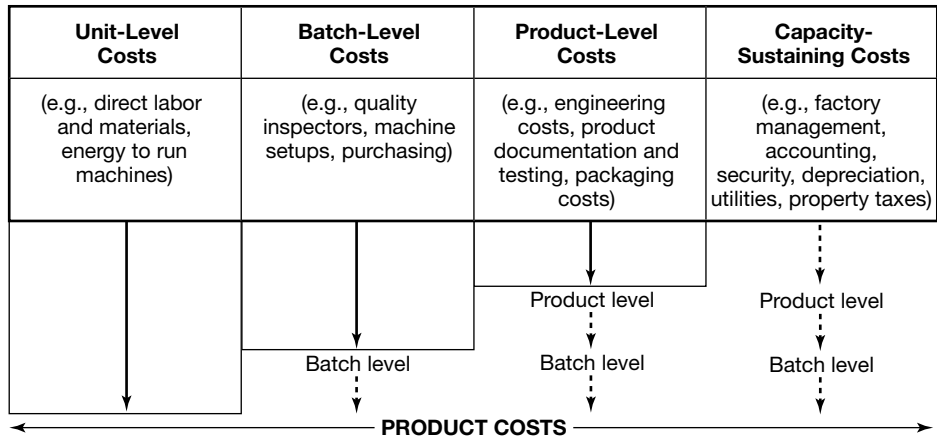 Unit-Level
Costs
Batch-Level
Costs
Product-Level
Costs
Capacity-
Sustaining Costs
(e.g., direct labor
and materials,
energy to run
machines)
(e.g., quality
inspectors, machine
setups, purchasing)
(e.g., engineering
costs, product
documentation and
testing, packaging
costs)
(e.g., factory
management,
accounting,
security, depreciation,
utilities, property taxes)
Product level
Product level
Batch level
Batch level
Batch level
PRODUCT COSTS